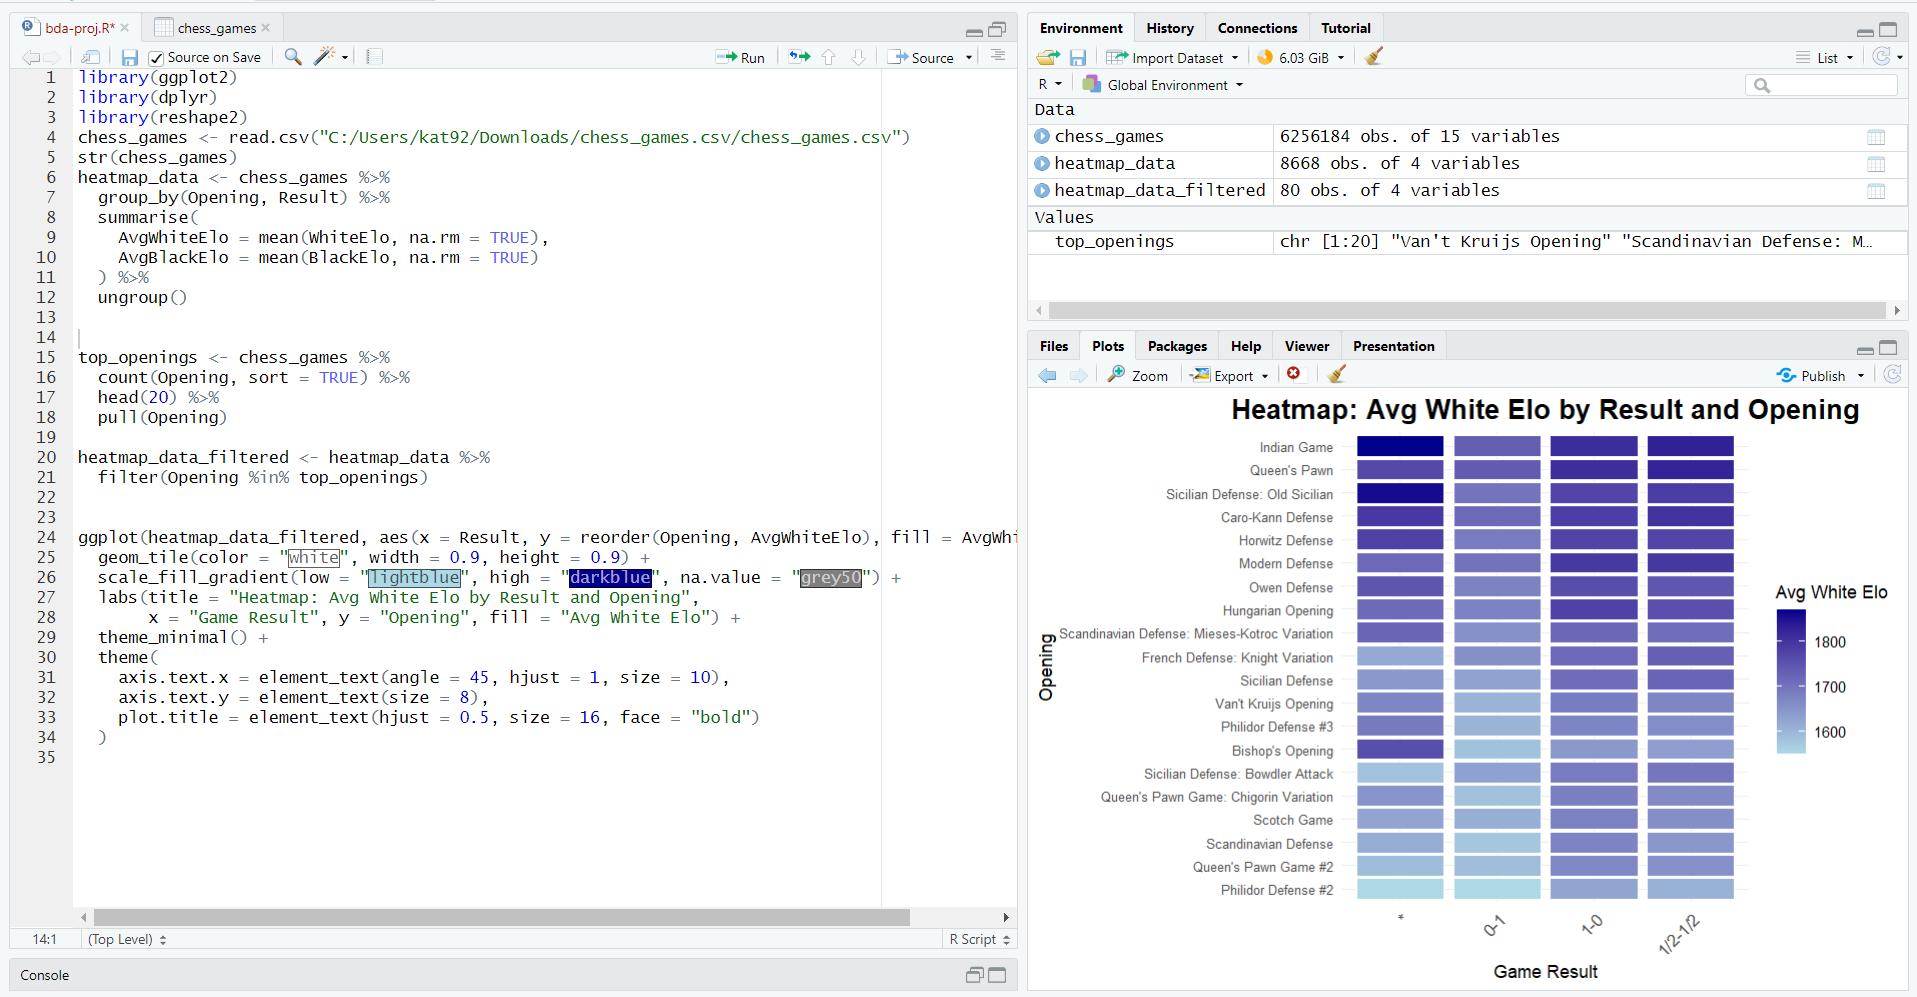 bda-proj.R*
chess_games
Source on Save
Run
Source
1 library(ggplot2)
2 library(dplyr)
3 library(reshape2)
4 chess_games <- read.csv("C:/Users/kat92/Downloads/chess_games.csv/chess_games.csv")
5 str(chess_games)
6 heatmap_data <- chess_games %>%
7   group_by(Opening, Result) %>%
8   summarise(
9     AvgWhiteElo = mean(WhiteElo, na.rm = TRUE),
10     AvgBlackElo = mean(BlackElo, na.rm = TRUE)
11   ) %>%
12   ungroup()
13
14
15 top_openings <- chess_games %>%
16   count(Opening, sort = TRUE) %>%
17   head(20) %>%
18   pull(Opening)
19
20 heatmap_data_filtered <- heatmap_data %>%
21   filter(Opening %in% top_openings)
22
23
24 ggplot(heatmap_data_filtered, aes(x = Result, y = reorder(Opening, AvgWhiteElo), fill = AvgWhi
25   geom_tile(color = "white", width = 0.9, height = 0.9) +
26   scale_fill_gradient(low = "lightblue", high = "darkblue", na.value = "grey50") +
27   labs(title = "Heatmap: Avg White Elo by Result and Opening",
28        x = "Game Result", y = "Opening", fill = "Avg White Elo") +
29   theme_minimal() +
30   theme(
31     axis.text.x = element_text(angle = 45, hjust = 1, size = 10),
32     axis.text.y = element_text(size = 8),
33     plot.title = element_text(hjust = 0.5, size = 16, face = "bold")
34   )
35
14:1 (Top Level) R Script
Console
Environment History Connections Tutorial
Import Dataset 6.03 GiB List
R Global Environment
Data
chess_games 6256184 obs. of 15 variables
heatmap_data 8668 obs. of 4 variables
heatmap_data_filtered 80 obs. of 4 variables
Values
top_openings chr [1:20] "Van't Kruijs Opening" "Scandinavian Defense: M…
Files Plots Packages Help Viewer Presentation
Zoom Export Publish
Heatmap: Avg White Elo by Result and Opening
Indian Game
Queen's Pawn
Sicilian Defense: Old Sicilian
Caro-Kann Defense
Horwitz Defense
Modern Defense
Owen Defense
Hungarian Opening
Scandinavian Defense: Mieses-Kotroc Variation
French Defense: Knight Variation
Sicilian Defense
Van't Kruijs Opening
Philidor Defense #3
Bishop's Opening
Sicilian Defense: Bowdler Attack
Queen's Pawn Game: Chigorin Variation
Scotch Game
Scandinavian Defense
Queen's Pawn Game #2
Philidor Defense #2
Opening
* 0-1 1-0 1/2-1/2
Game Result
Avg White Elo
1800
1700
1600